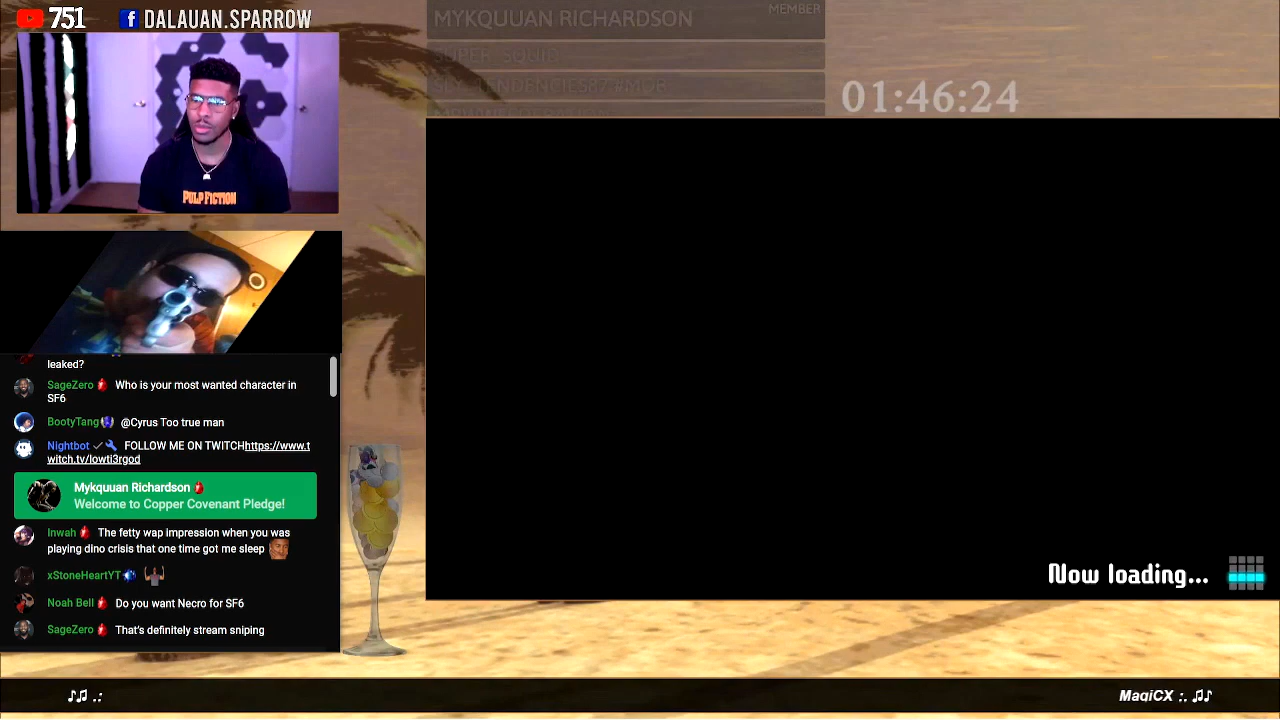 751 DALAUAN.SPARROW
MYKQUUAN RICHARDSON MEMBER
SUPER_SQUID
01:46:24
PULP FICTION
leaked?
SageZero Who is your most wanted character in
SF6
BootyTang @Cyrus Too true man
Nightbot FOLLOW ME ON TWITCHhttps://www.t
witch.tv/lowti3rgod
Mykquuan Richardson
Welcome to Copper Covenant Pledge!
Inwah The fetty wap impression when you was
playing dino crisis that one time got me sleep
xStoneHeartYT
Noah Bell Do you want Necro for SF6
SageZero That's definitely stream sniping
Now loading...
♪♫ .:
MagiCX :. ♫♪